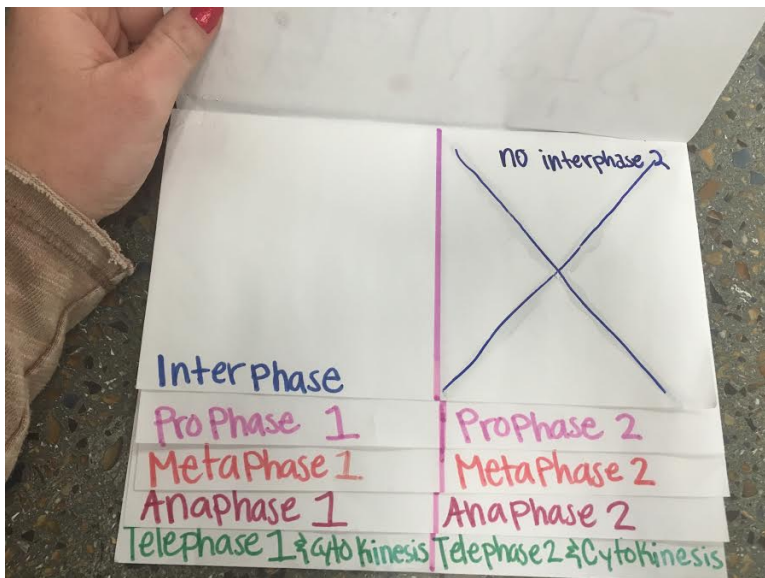 no interphase 2
Interphase
ProPhase 1
Prophase 2
MetaPhase 1
MetaPhase 2
Anaphase 1
Anaphase 2
Telephase 1 & Cytokinesis
Telephase 2 & Cytokinesis